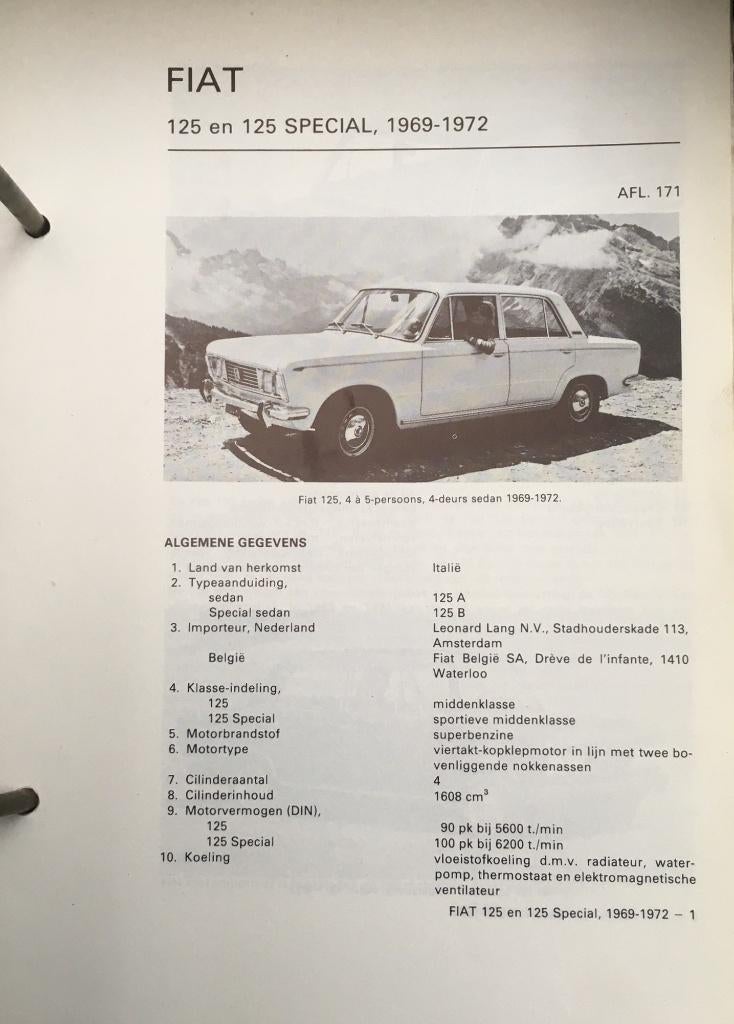 FIAT
125 en 125 SPECIAL, 1969-1972
AFL. 171
Fiat 125, 4 à 5-persoons, 4-deurs sedan 1969-1972.
ALGEMENE GEGEVENS
1. Land van herkomst Italië
2. Typeaanduiding,
sedan 125 A
Special sedan 125 B
3. Importeur, Nederland Leonard Lang N.V., Stadhouderskade 113,
Amsterdam
België Fiat België SA, Drève de l'infante, 1410
Waterloo
4. Klasse-indeling,
125 middenklasse
125 Special sportieve middenklasse
5. Motorbrandstof superbenzine
6. Motortype viertakt-kopklepmotor in lijn met twee bo-
venliggende nokkenassen
7. Cilinderaantal 4
8. Cilinderinhoud 1608 cm³
9. Motorvermogen (DIN),
125 90 pk bij 5600 t./min
125 Special 100 pk bij 6200 t./min
10. Koeling vloeistofkoeling d.m.v. radiateur, water-
pomp, thermostaat en elektromagnetische
ventilateur
FIAT 125 en 125 Special, 1969-1972 – 1